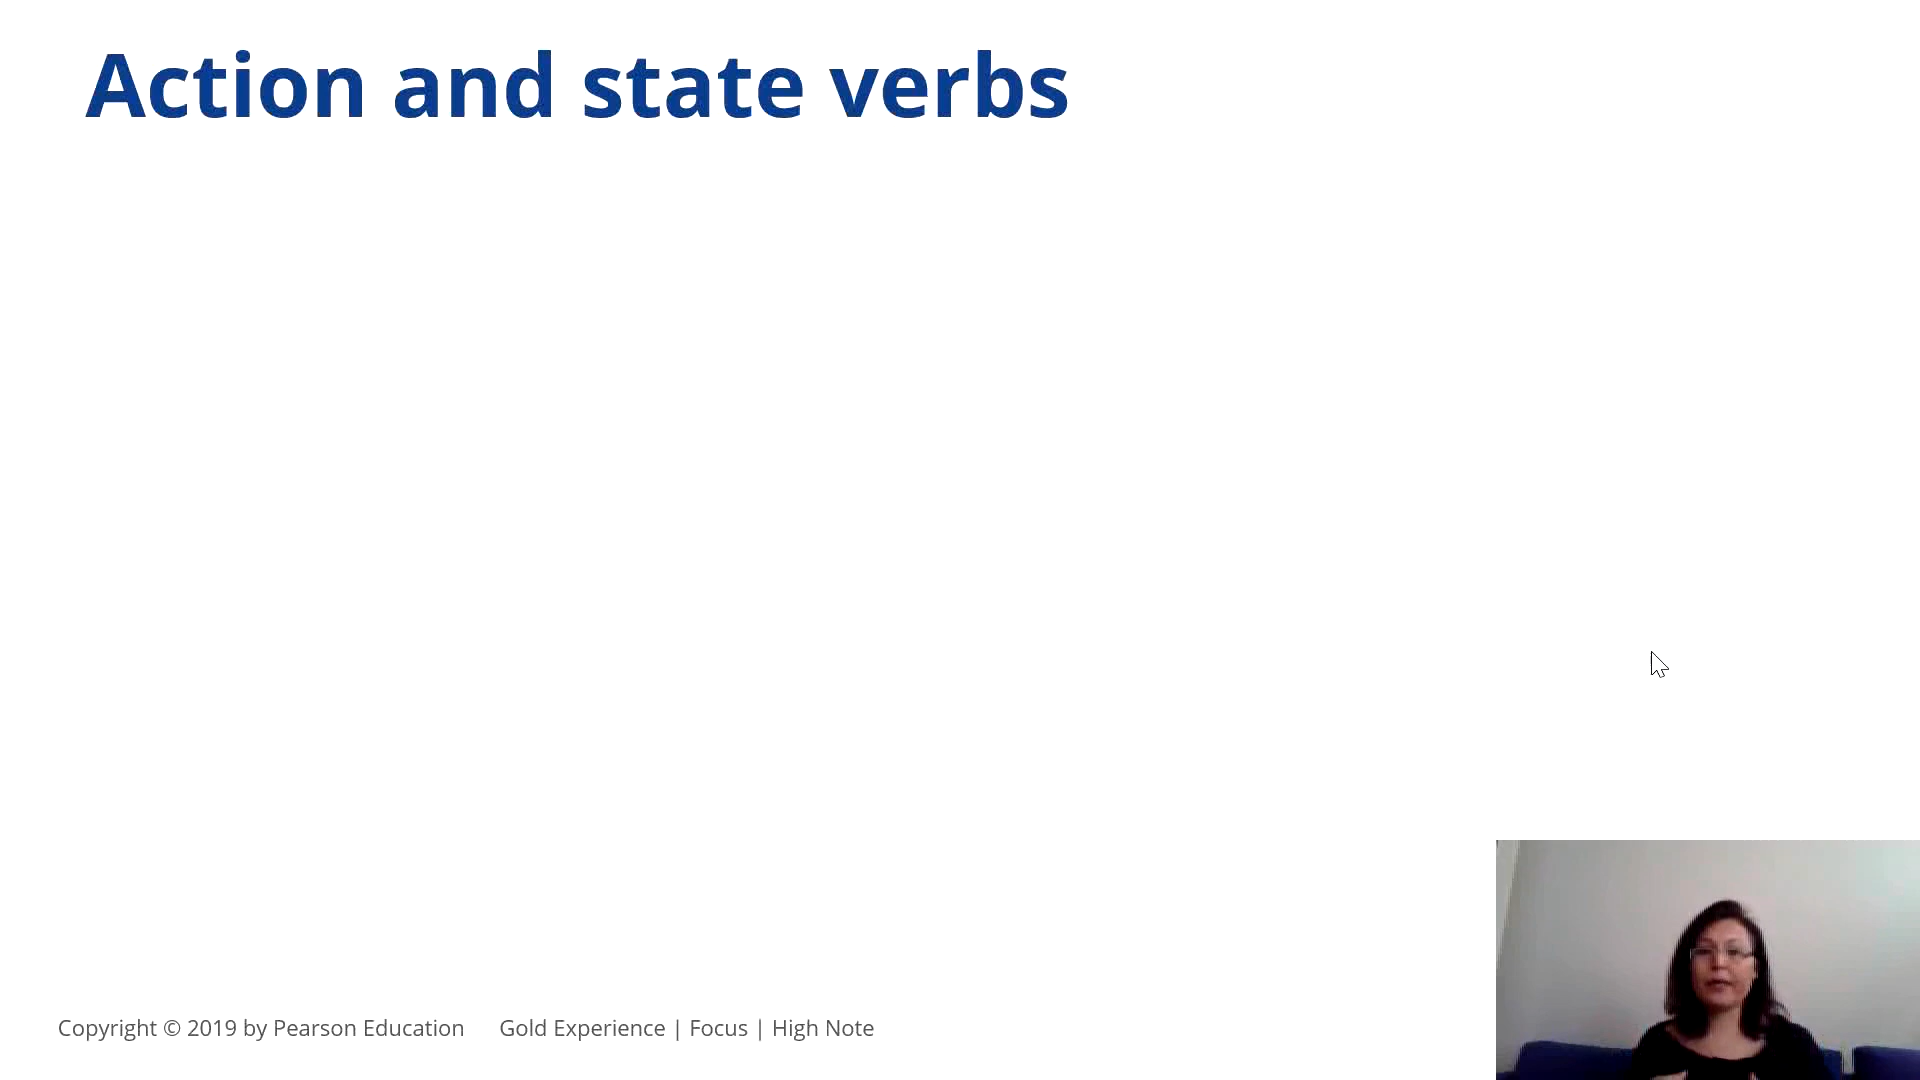 Action and state verbs
Copyright © 2019 by Pearson Education Gold Experience | Focus | High Note